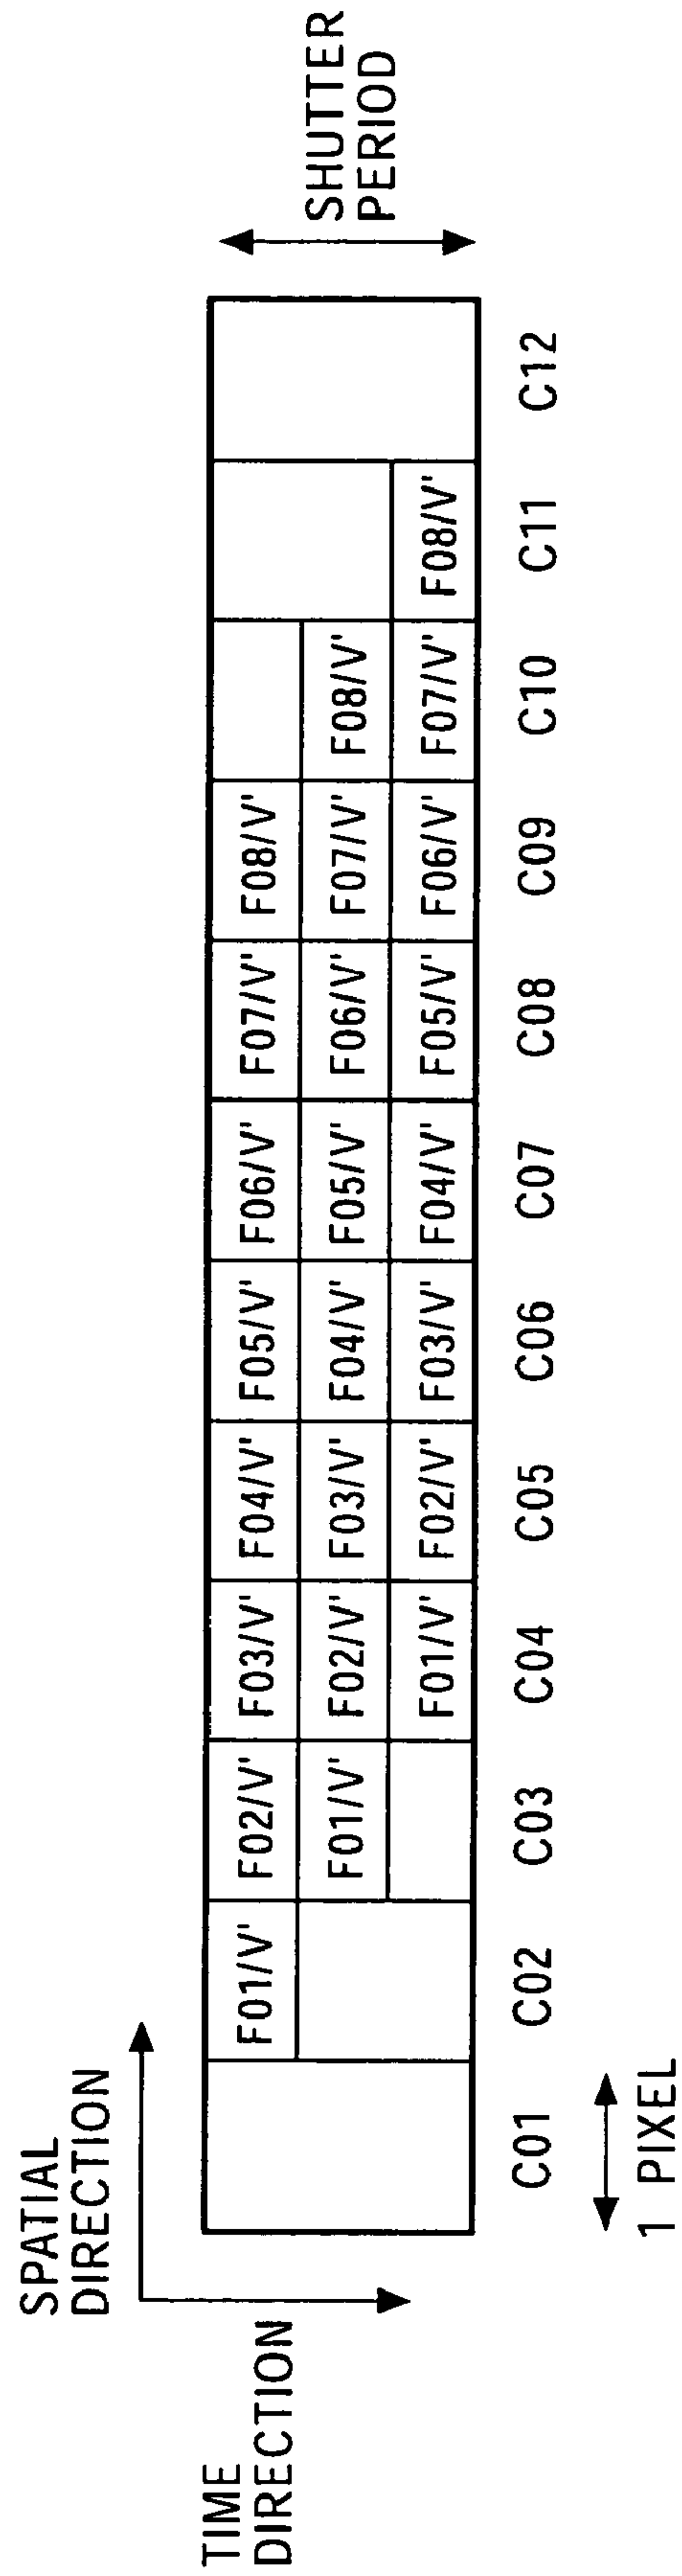 SPATIAL
DIRECTION
TIME
DIRECTION
F01/V' F02/V' F03/V' F04/V' F05/V' F06/V' F07/V' F08/V'
F01/V' F02/V' F03/V' F04/V' F05/V' F06/V' F07/V' F08/V'
F01/V' F02/V' F03/V' F04/V' F05/V' F06/V' F07/V' F08/V'
SHUTTER
PERIOD
C01 C02 C03 C04 C05 C06 C07 C08 C09 C10 C11 C12
1 PIXEL